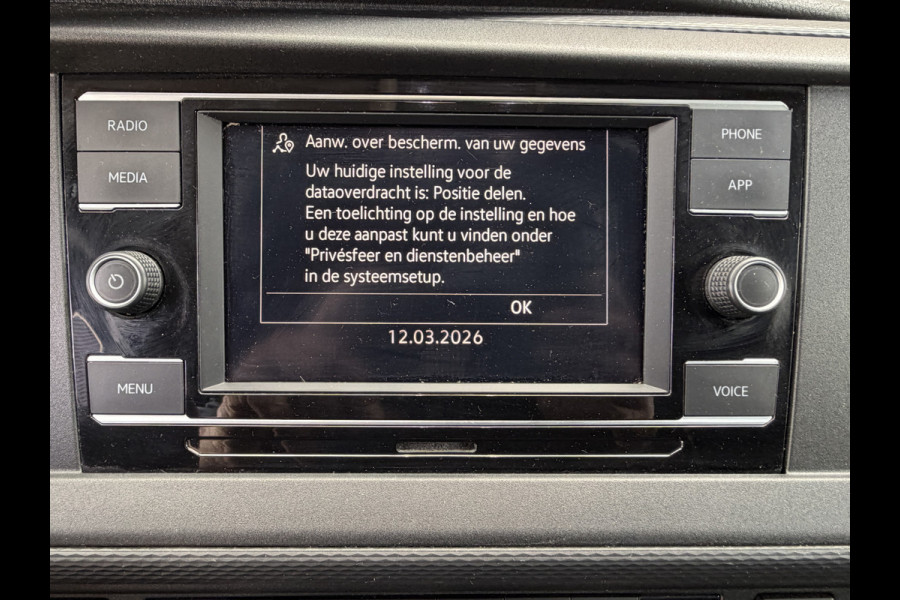 RADIO
MEDIA
MENU
Aanw. over bescherm. van uw gegevens
Uw huidige instelling voor de
dataoverdracht is: Positie delen.
Een toelichting op de instelling en hoe
u deze aanpast kunt u vinden onder
"Privésfeer en dienstenbeheer"
in de systeemsetup.
OK
12.03.2026
PHONE
APP
VOICE